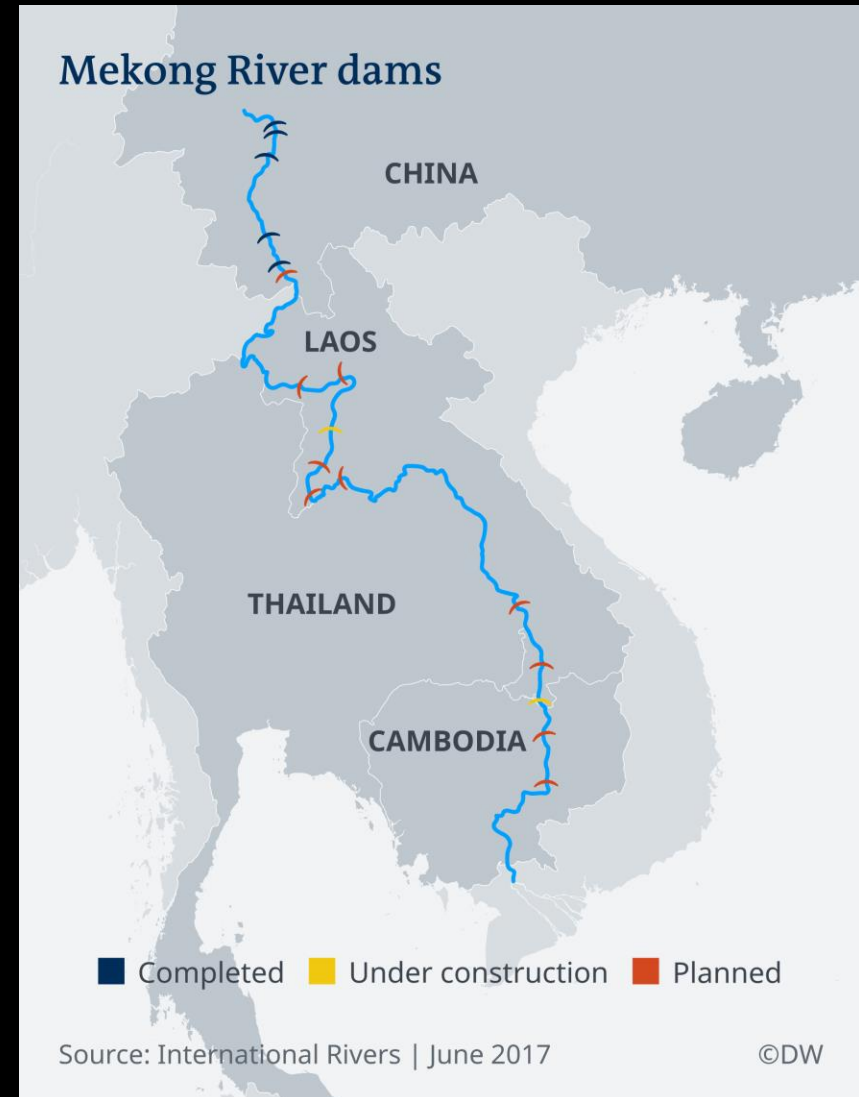 Mekong River dams
CHINA
LAOS
THAILAND
CAMBODIA
Completed Under construction Planned
Source: International Rivers | June 2017 ©DW